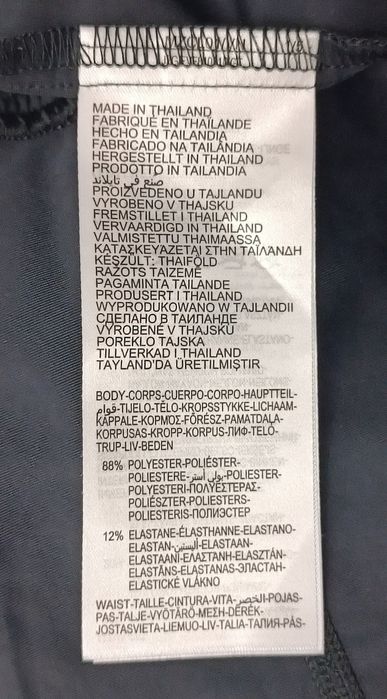 MADE IN THAILAND
FABRIQUÉ EN THAÏLANDE
HECHO EN TAILANDIA
FABRICADO NA TAILÂNDIA
HERGESTELLT IN THAILAND
PRODOTTO IN TAILANDIA
صنع في تايلاند
PROIZVEDENO U TAJLANDU
VYROBENO V THAJSKU
FREMSTILLET I THAILAND
VERVAARDIGD IN THAILAND
VALMISTETTU THAIMAASSA
ΚΑΤΑΣΚΕΥΑΖΕΤΑΙ ΣΤΗΝ ΤΑΪΛΆΝΔΗ
KÉSZÜLT: THAIFÖLD
RAŽOTS TAIZEMĒ
PAGAMINTA TAILANDE
PRODUSERT I THAILAND
WYPRODUKOWANO W TAJLANDII
СДЕЛАНО В ТАИЛАНДЕ
VYROBENÉ V THAJSKU
POREKLO TAJSKA
TILLVERKAD I THAILAND
TAYLAND'DA ÜRETILMIŞTIR
BODY-CORPS-CUERPO-CORPO-HAUPTTEIL-
قوام-TIJELO-TĚLO-KROPSSTYKKE-LICHAAM-
KAPPALE-ΚΟΡΜΟΣ-FŐRÉSZ-PAMATDAĻA-
KORPUSAS-KROPP-KORPUS-ЛИФ-TELO-
TRUP-LIV-BEDEN
88% POLYESTER-POLIÉSTER-
POLIESTERE-بولي أستر-POLYESTER-
POLYESTERI-ΠΟΛΥΕΣΤΕΡΑΣ-
POLIÉSZTER-POLIESTERS-
POLIESTERIS-ПОЛИЭСТЕР
12% ELASTANE-ÉLASTHANNE-ELASTANO-
ELASTAN-أليستين-ELASTAAN-
ELASTAANI-ΕΛΑΣΤΑΝΗ-ELASZTÁN-
ELASTĀNS-ELASTANAS-ЭЛАСТАН-
ELASTICKÉ VLÁKNO
WAIST-TAILLE-CINTURA-VITA-الخصر-POJAS-
PAS-TALJE-VYÖTÄRÖ-ΜΕΣΗ-DERÉK-
JOSTASVIETA-LIEMUO-LIV-TALIA-ТАЛИЯ-PÁS-